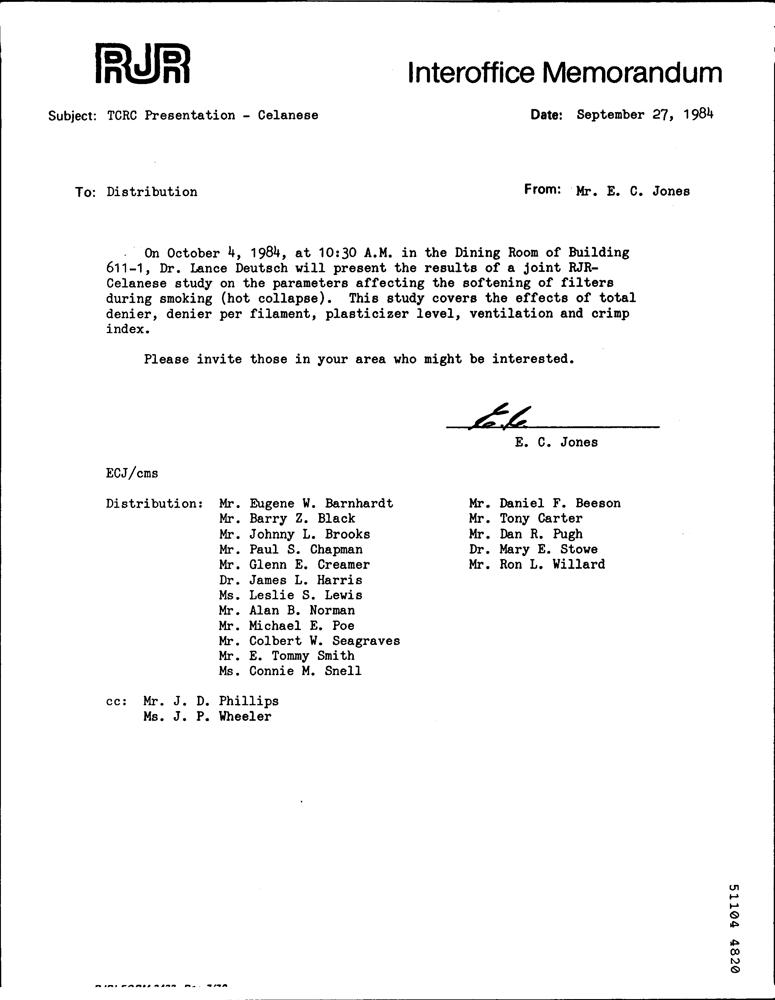 RJR
Interoffice Memorandum
Subject: TCRC Presentation - Celanese
Date: September 27, 1984
To: Distribution
From: Mr. E. C. Jones
On October 4, 1984, at 10:30 A.M. in the Dining Room of Building
611-1, Dr. Lance Deutsch will present the results of a joint RJR-
Celanese study on the parameters affecting the softening of filters
during smoking (hot collapse). This study covers the effects of total
denier, denier per filament, plasticizer level, ventilation and crimp
index.
Please invite those in your area who might be interested.
E. C. Jones
ECJ/cms
Distribution: Mr. Eugene W. Barnhardt
Mr. Barry Z. Black
Mr. Johnny L. Brooks
Mr. Paul S. Chapman
Mr. Glenn E. Creamer
Dr. James L. Harris
Ms. Leslie S. Lewis
Mr. Alan B. Norman
Mr. Michael E. Poe
Mr. Colbert W. Seagraves
Mr. E. Tommy Smith
Ms. Connie M. Snell
Mr. Daniel F. Beeson
Mr. Tony Carter
Mr. Dan R. Pugh
Dr. Mary E. Stowe
Mr. Ron L. Willard
cc: Mr. J. D. Phillips
Ms. J. P. Wheeler
51104 4820